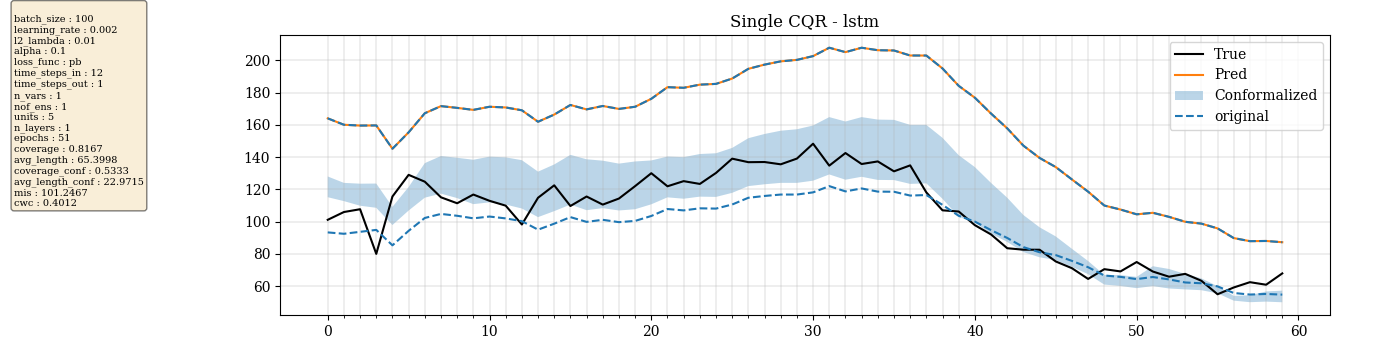 batch_size : 100
learning_rate : 0.002
l2_lambda : 0.01
alpha : 0.1
loss_func : pb
time_steps_in : 12
time_steps_out : 1
n_vars : 1
nof_ens : 1
units : 5
n_layers : 1
epochs : 51
coverage : 0.8167
avg_length : 65.3998
coverage_conf : 0.5333
avg_length_conf : 22.9715
mis : 101.2467
cwc : 0.4012
Single CQR - lstm
200
180
160
140
120
100
80
60
0 10 20 30 40 50 60
True
Pred
Conformalized
original